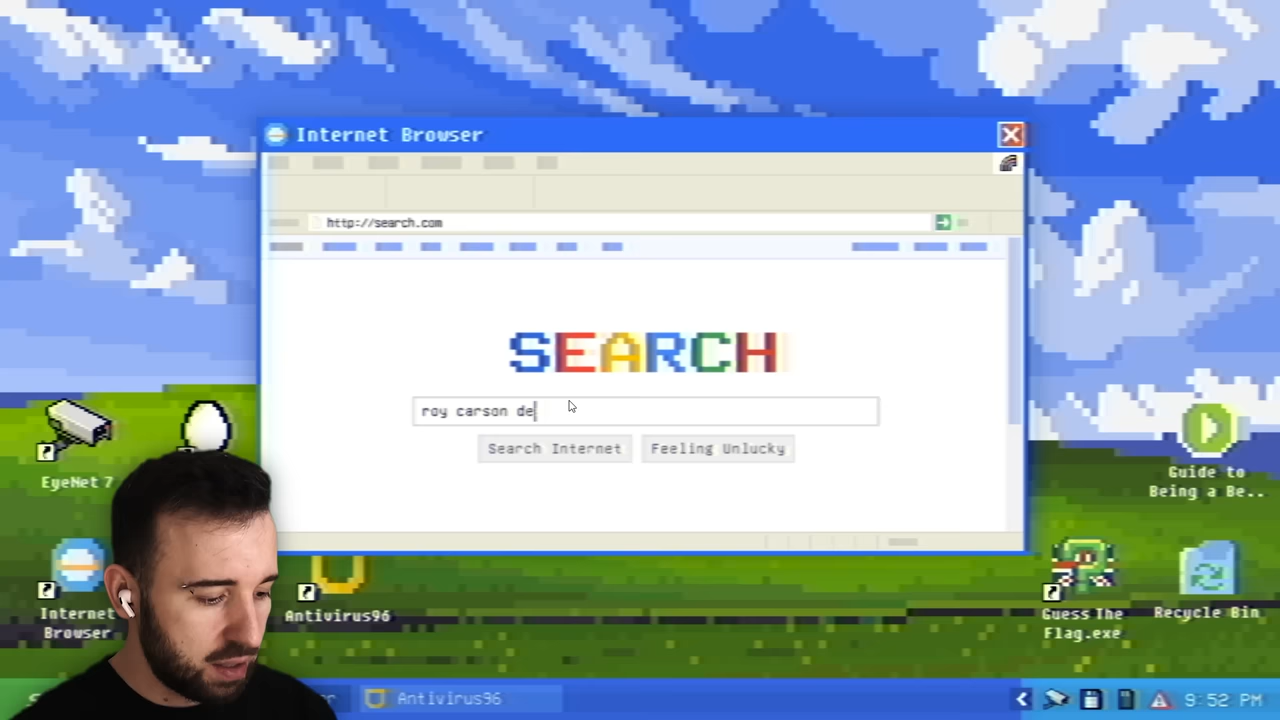 Internet Browser
http://search.com
SEARCH
roy carson de
Search Internet
Feeling Unlucky
EyeNet 7
Guide to
Being a Be..
Internet
Browser
Antivirus96
Guess The
Flag.exe
Recycle Bin
Antivirus96
9:52 PM